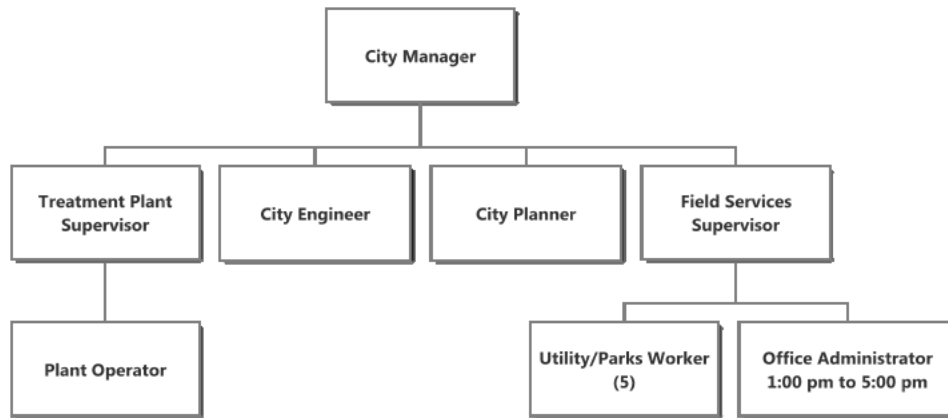 City Manager
Treatment Plant
Supervisor
City Engineer
City Planner
Field Services
Supervisor
Plant Operator
Utility/Parks Worker
(5)
Office Administrator
1:00 pm to 5:00 pm